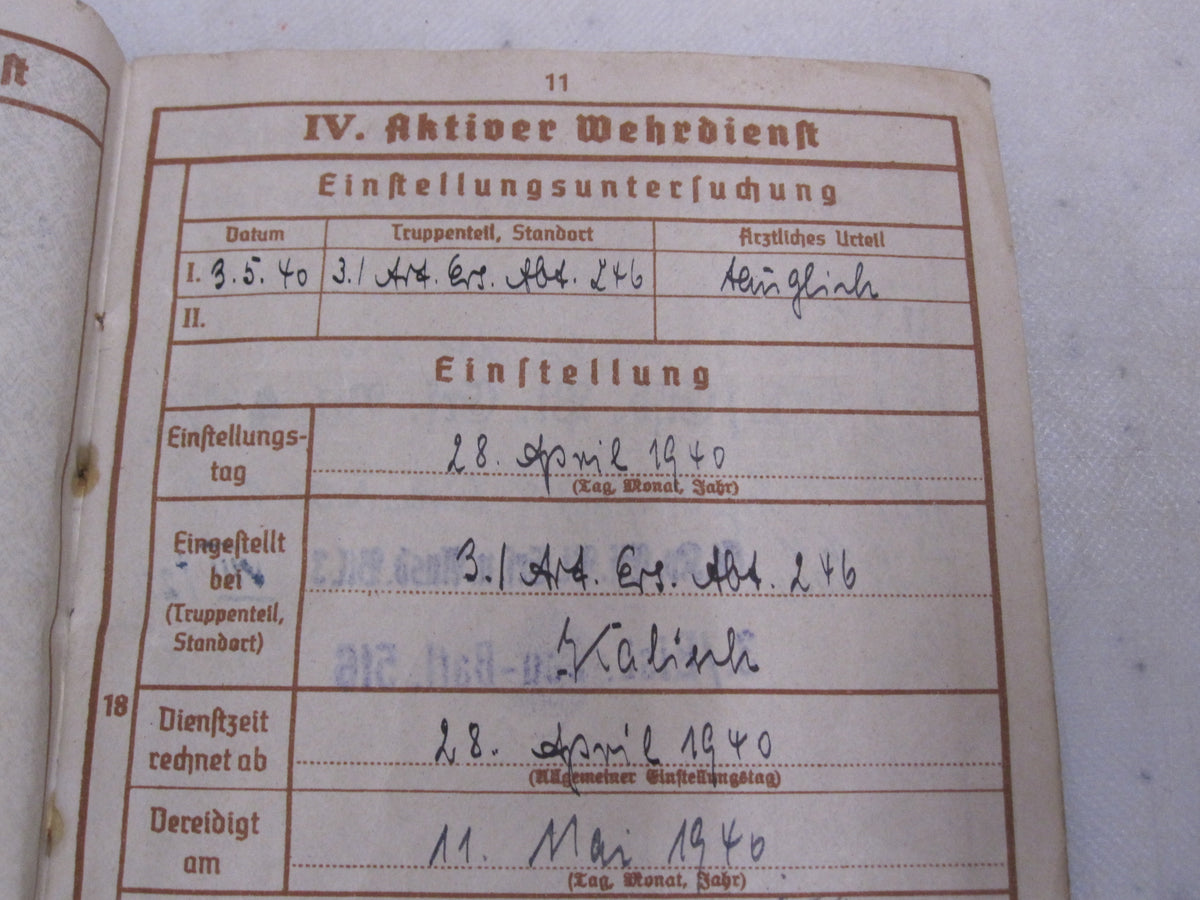 st
11
IV. Aktiver Wehrdienst
Einstellungsuntersuchung
Datum Truppenteil, Standort Ärztliches Urteil
I. 3.5.40 3./ Art. Ers. Abt. 246 tauglich
II.
Einstellung
Einstellungs-
tag
28. April 1940
(Tag, Monat, Jahr)
Eingestellt
bei
(Truppenteil,
Standort)
3./ Art. Ers. Abt. 246
Kalisch
18
Dienstzeit
rechnet ab
28. April 1940
(Allgemeiner Einstellungstag)
Vereidigt
am
11. Mai 1940
(Tag, Monat, Jahr)